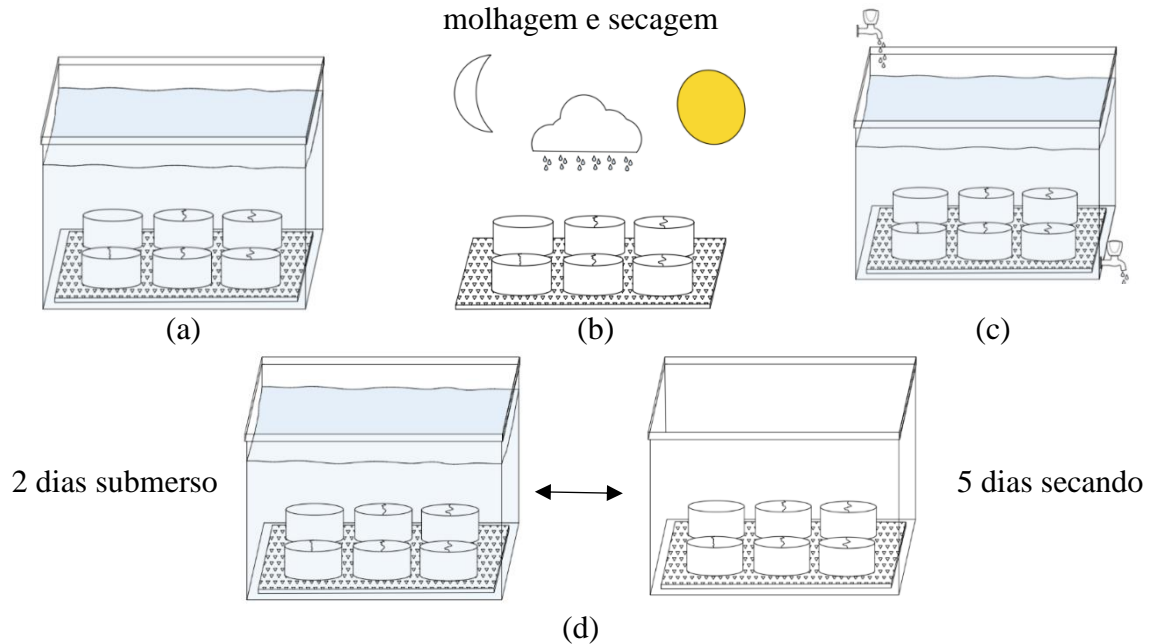 molhagem e secagem
(a)
(b)
(c)
2 dias submerso
5 dias secando
(d)